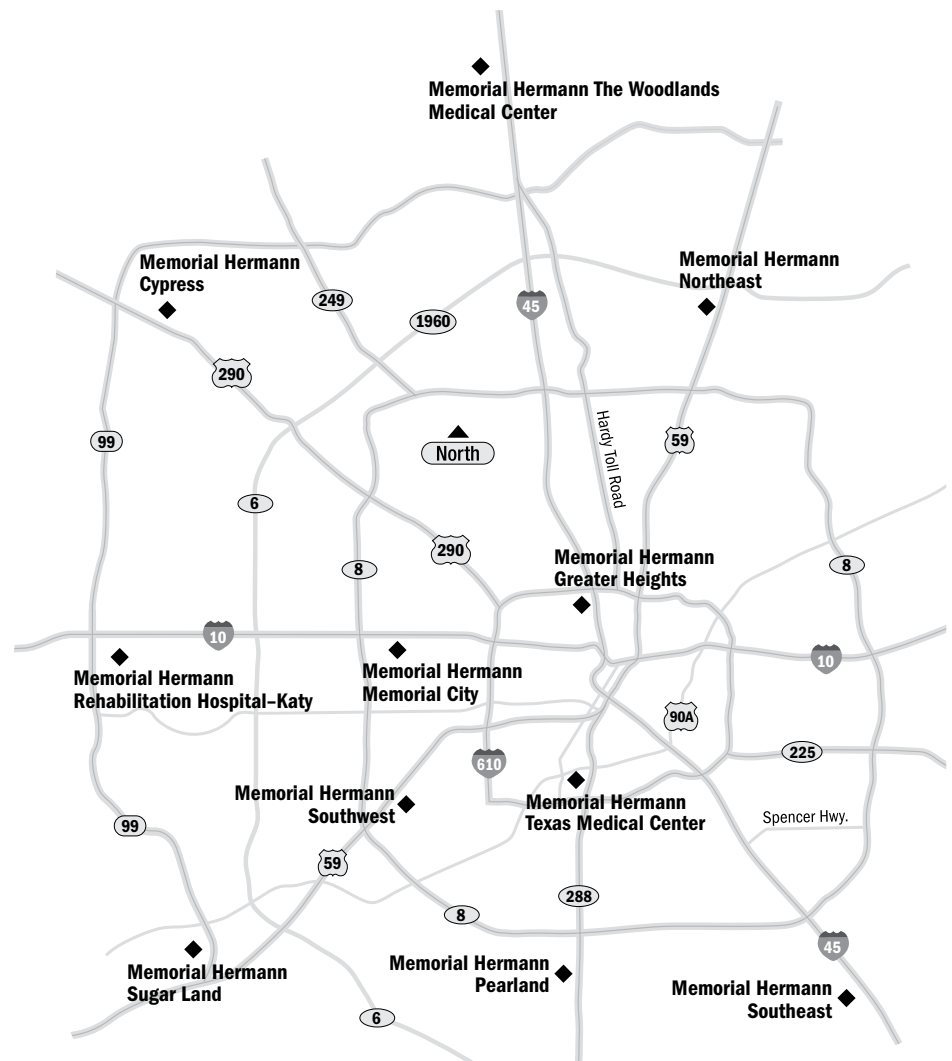 Memorial Hermann The Woodlands
Medical Center
Memorial Hermann
Cypress
Memorial Hermann
Northeast
249
1960
45
290
99
North
Hardy Toll Road
59
6
290
8
Memorial Hermann
Greater Heights
8
10
Memorial Hermann
Rehabilitation Hospital–Katy
Memorial Hermann
Memorial City
10
90A
610
225
Memorial Hermann
Southwest
Memorial Hermann
Texas Medical Center
Spencer Hwy.
99
59
288
8
45
Memorial Hermann
Sugar Land
Memorial Hermann
Pearland
Memorial Hermann
Southeast
6